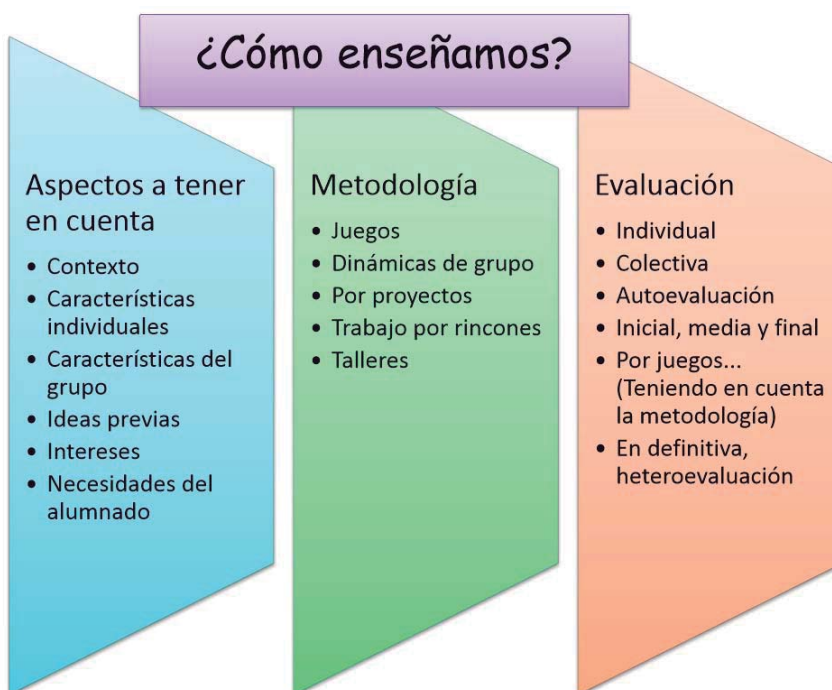 ¿Cómo enseñamos?
Aspectos a tener
en cuenta
• Contexto
• Características
individuales
• Características del
grupo
• Ideas previas
• Intereses
• Necesidades del
alumnado
Metodología
• Juegos
• Dinámicas de grupo
• Por proyectos
• Trabajo por rincones
• Talleres
Evaluación
• Individual
• Colectiva
• Autoevaluación
• Inicial, media y final
• Por juegos...
(Teniendo en cuenta
la metodología)
• En definitiva,
heteroevaluación